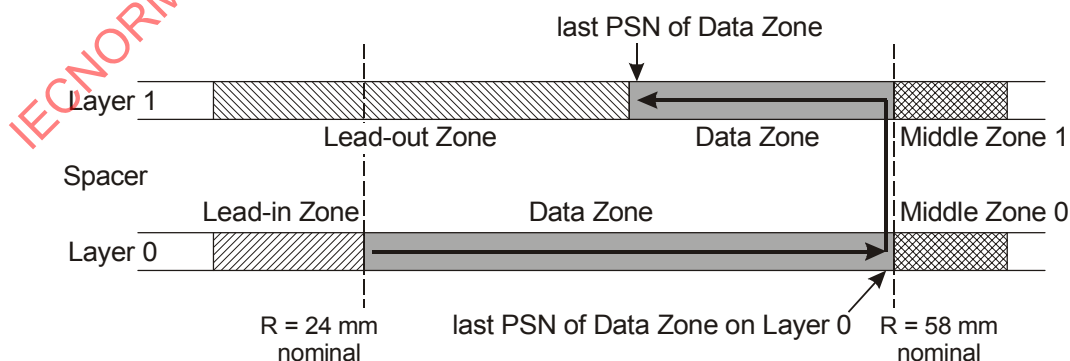 last PSN of Data Zone
IECNORM
Layer 1
Lead-out Zone
Data Zone
Middle Zone 1
Spacer
Lead-in Zone
Data Zone
Middle Zone 0
Layer 0
R = 24 mm
nominal
last PSN of Data Zone on Layer 0
R = 58 mm
nominal